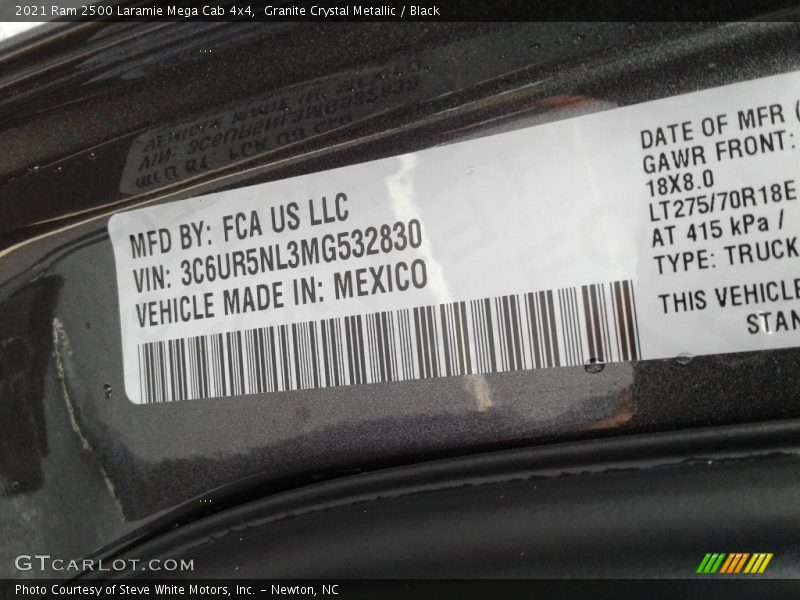 2021 Ram 2500 Laramie Mega Cab 4x4, Granite Crystal Metallic / Black
MFD BY: FCA US LLC
VIN: 3C6UR5NL3MG532830
VEHICLE MADE IN: MEXICO
DATE OF MFR (
GAWR FRONT:
18X8.0
LT275/70R18E
AT 415 kPa /
TYPE: TRUCK
THIS VEHICLE
STAN
GTCARLOT.COM
Photo Courtesy of Steve White Motors, Inc. – Newton, NC